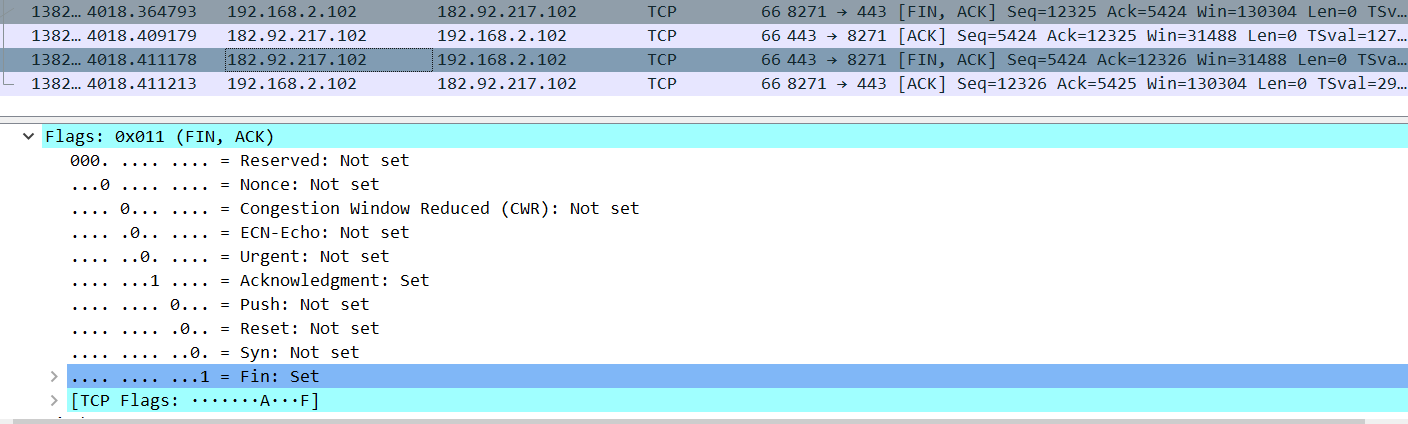 1382… 4018.364793 192.168.2.102 182.92.217.102 TCP 66 8271 → 443 [FIN, ACK] Seq=12325 Ack=5424 Win=130304 Len=0 TSv…
1382… 4018.409179 182.92.217.102 192.168.2.102 TCP 66 443 → 8271 [ACK] Seq=5424 Ack=12325 Win=31488 Len=0 TSval=127…
1382… 4018.411178 182.92.217.102 192.168.2.102 TCP 66 443 → 8271 [FIN, ACK] Seq=5424 Ack=12326 Win=31488 Len=0 TSva…
1382… 4018.411213 192.168.2.102 182.92.217.102 TCP 66 8271 → 443 [ACK] Seq=12326 Ack=5425 Win=130304 Len=0 TSval=29…
Flags: 0x011 (FIN, ACK)
000. .... .... = Reserved: Not set
...0 .... .... = Nonce: Not set
.... 0... .... = Congestion Window Reduced (CWR): Not set
.... .0.. .... = ECN-Echo: Not set
.... ..0. .... = Urgent: Not set
.... ...1 .... = Acknowledgment: Set
.... .... 0... = Push: Not set
.... .... .0.. = Reset: Not set
.... .... ..0. = Syn: Not set
.... .... ...1 = Fin: Set
[TCP Flags: ·······A···F]